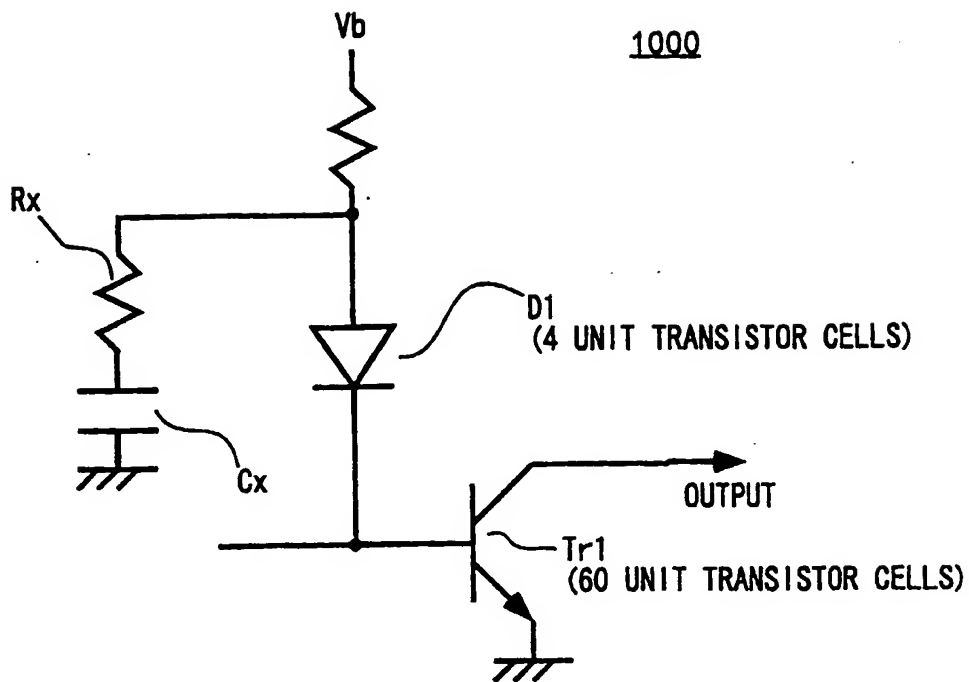 Vb
1000
Rx
D1
(4 UNIT TRANSISTOR CELLS)
Cx
OUTPUT
Tr1
(60 UNIT TRANSISTOR CELLS)